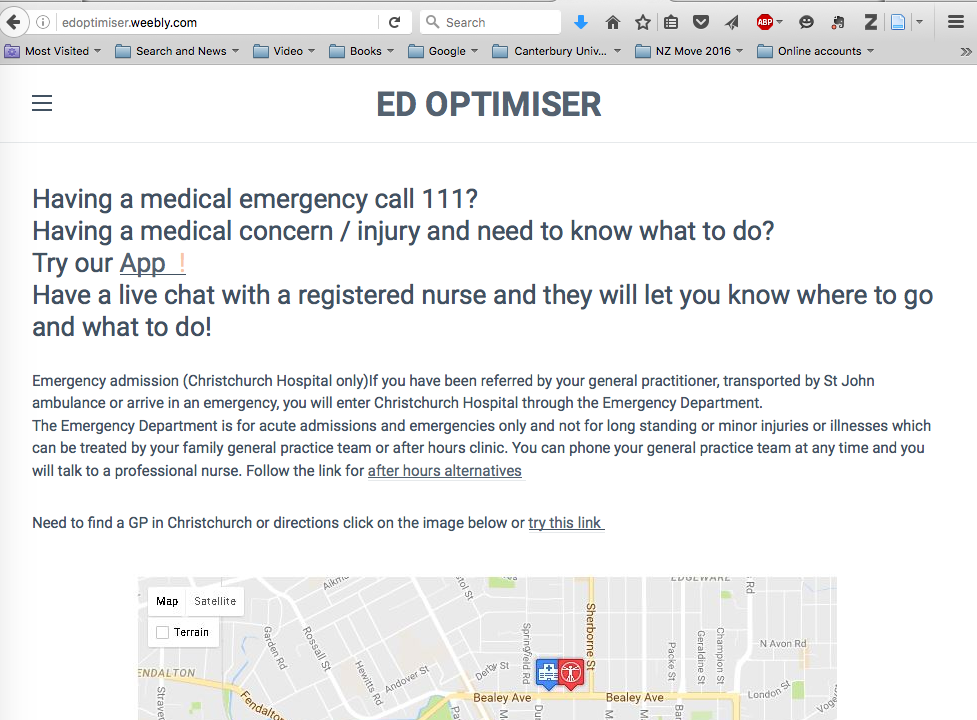 edoptimiser.weebly.com
Search
ABP
Most Visited
Search and News
Video
Books
Google
Canterbury Univ...
NZ Move 2016
Online accounts
ED OPTIMISER
Having a medical emergency call 111?
Having a medical concern / injury and need to know what to do?
Try our App !
Have a live chat with a registered nurse and they will let you know where to go
and what to do!
Emergency admission (Christchurch Hospital only)If you have been referred by your general practitioner, transported by St John
ambulance or arrive in an emergency, you will enter Christchurch Hospital through the Emergency Department.
The Emergency Department is for acute admissions and emergencies only and not for long standing or minor injuries or illnesses which
can be treated by your family general practice team or after hours clinic. You can phone your general practice team at any time and you
will talk to a professional nurse. Follow the link for after hours alternatives
Need to find a GP in Christchurch or directions click on the image below or try this link
Map
Satellite
Terrain
EDGEWARE
Rd
Sherborne St
Garden Rd
Rossall St
Hewitts Rd
Andover St
Derby St
Springfield Rd
Packe St
Geraldine St
Champion St
N Avon Rd
ENDALTON
Fendalto
Bealey Ave
Bealey Ave
London St